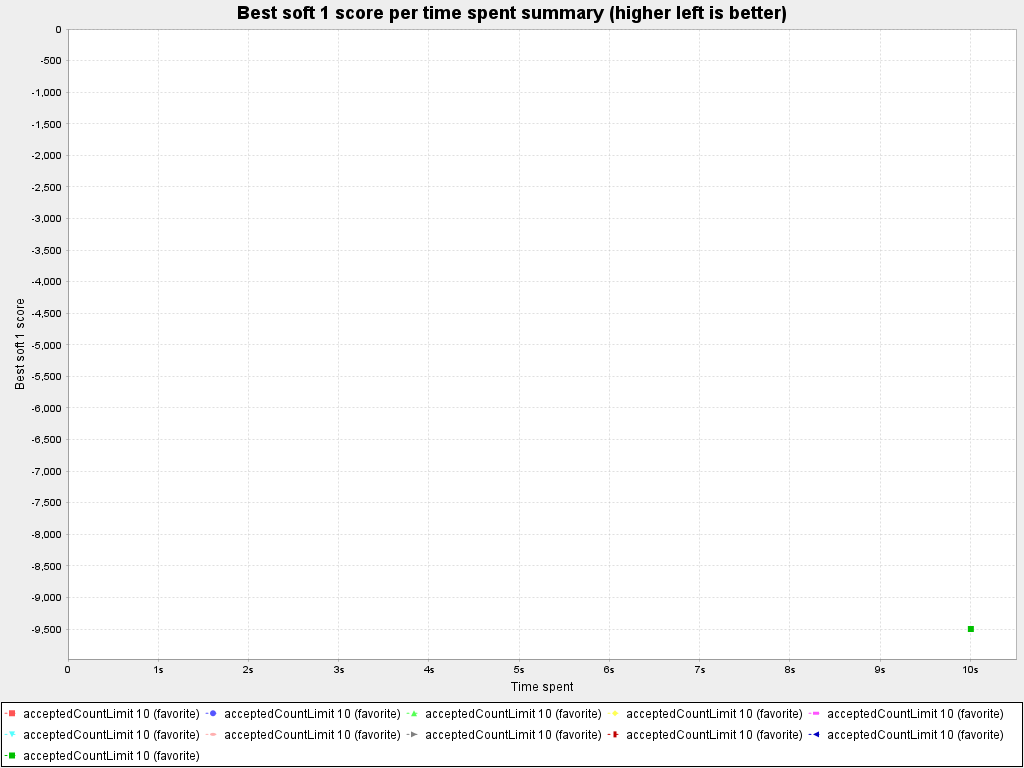 Best soft 1 score per time spent summary (higher left is better)
Best soft 1 score
0
-500
-1,000
-1,500
-2,000
-2,500
-3,000
-3,500
-4,000
-4,500
-5,000
-5,500
-6,000
-6,500
-7,000
-7,500
-8,000
-8,500
-9,000
-9,500
0 1s 2s 3s 4s 5s 6s 7s 8s 9s 10s
Time spent
acceptedCountLimit 10 (favorite) acceptedCountLimit 10 (favorite) acceptedCountLimit 10 (favorite) acceptedCountLimit 10 (favorite) acceptedCountLimit 10 (favorite)
acceptedCountLimit 10 (favorite) acceptedCountLimit 10 (favorite) acceptedCountLimit 10 (favorite) acceptedCountLimit 10 (favorite) acceptedCountLimit 10 (favorite)
acceptedCountLimit 10 (favorite)